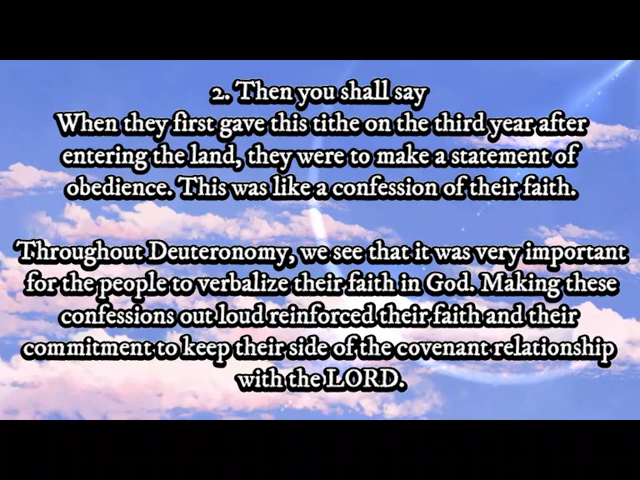 2. Then you shall say
When they first gave this tithe on the third year after
entering the land, they were to make a statement of
obedience. This was like a confession of their faith.
Throughout Deuteronomy, we see that it was very important
for the people to verbalize their faith in God. Making these
confessions out loud reinforced their faith and their
commitment to keep their side of the covenant relationship
with the LORD.